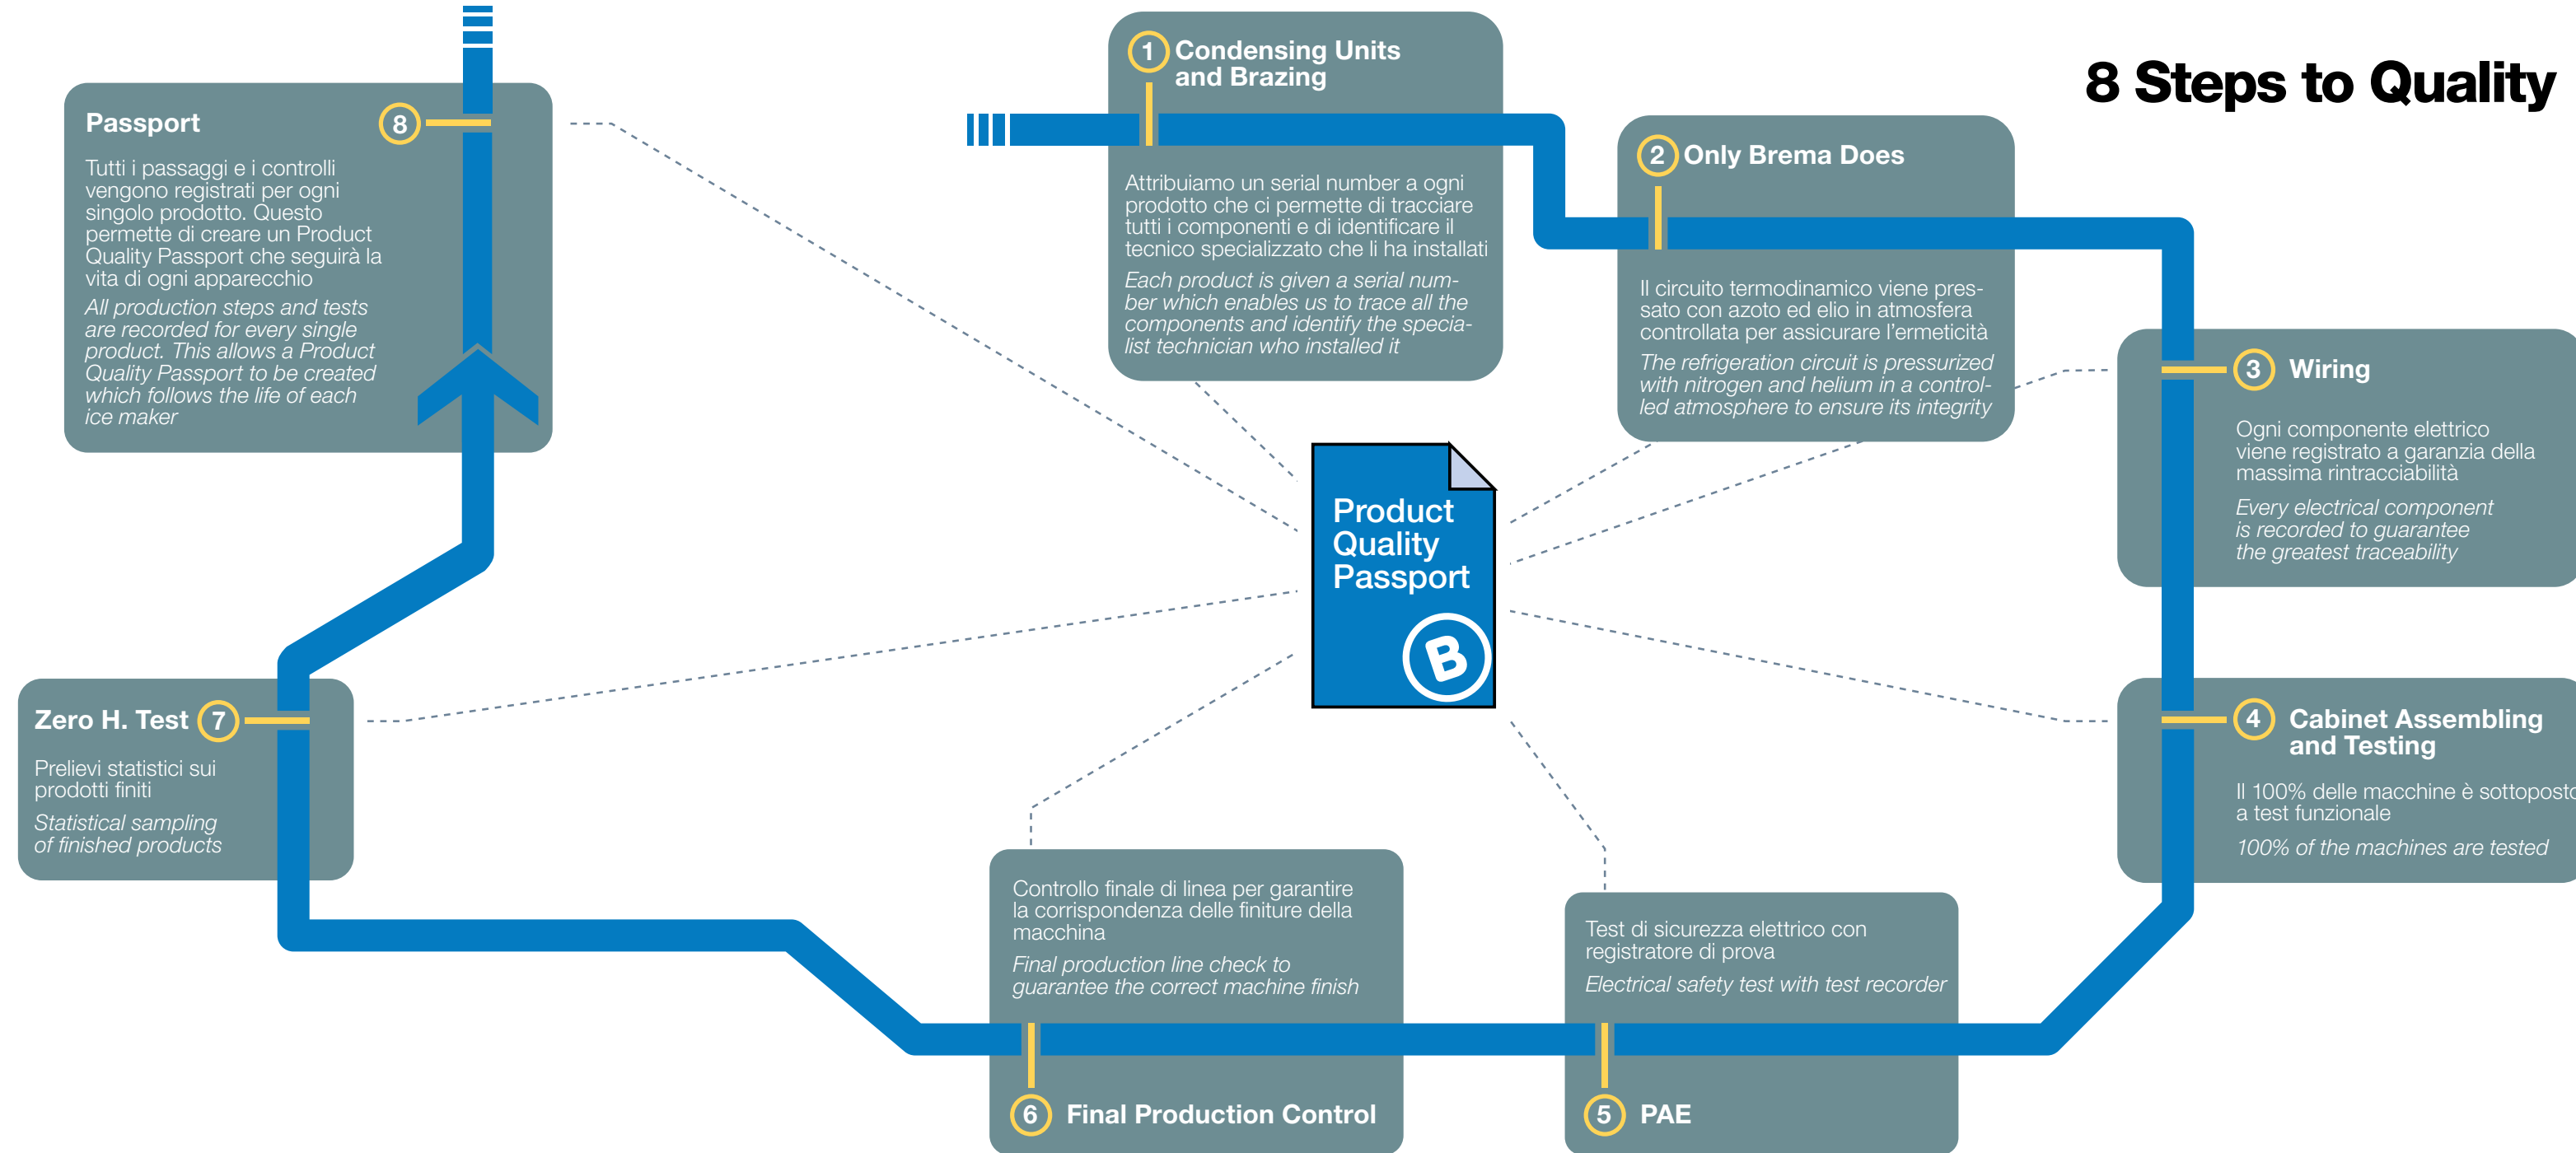 8 Steps to Quality
1 Condensing Units
and Brazing
Attribuiamo un serial number a ogni
prodotto che ci permette di tracciare
tutti i componenti e di identificare il
tecnico specializzato che li ha installati
Each product is given a serial num-
ber which enables us to trace all the
components and identify the specia-
list technician who installed it
2 Only Brema Does
Il circuito termodinamico viene pres-
sato con azoto ed elio in atmosfera
controllata per assicurare l'ermeticità
The refrigeration circuit is pressurized
with nitrogen and helium in a control-
led atmosphere to ensure its integrity
3 Wiring
Ogni componente elettrico
viene registrato a garanzia della
massima rintracciabilità
Every electrical component
is recorded to guarantee
the greatest traceability
4 Cabinet Assembling
and Testing
Il 100% delle macchine è sottoposto
a test funzionale
100% of the machines are tested
Test di sicurezza elettrico con
registratore di prova
Electrical safety test with test recorder
5 PAE
Controllo finale di linea per garantire
la corrispondenza delle finiture della
macchina
Final production line check to
guarantee the correct machine finish
6 Final Production Control
Zero H. Test 7
Prelievi statistici sui
prodotti finiti
Statistical sampling
of finished products
Passport 8
Tutti i passaggi e i controlli
vengono registrati per ogni
singolo prodotto. Questo
permette di creare un Product
Quality Passport che seguirà la
vita di ogni apparecchio
All production steps and tests
are recorded for every single
product. This allows a Product
Quality Passport to be created
which follows the life of each
ice maker
Product
Quality
Passport
B